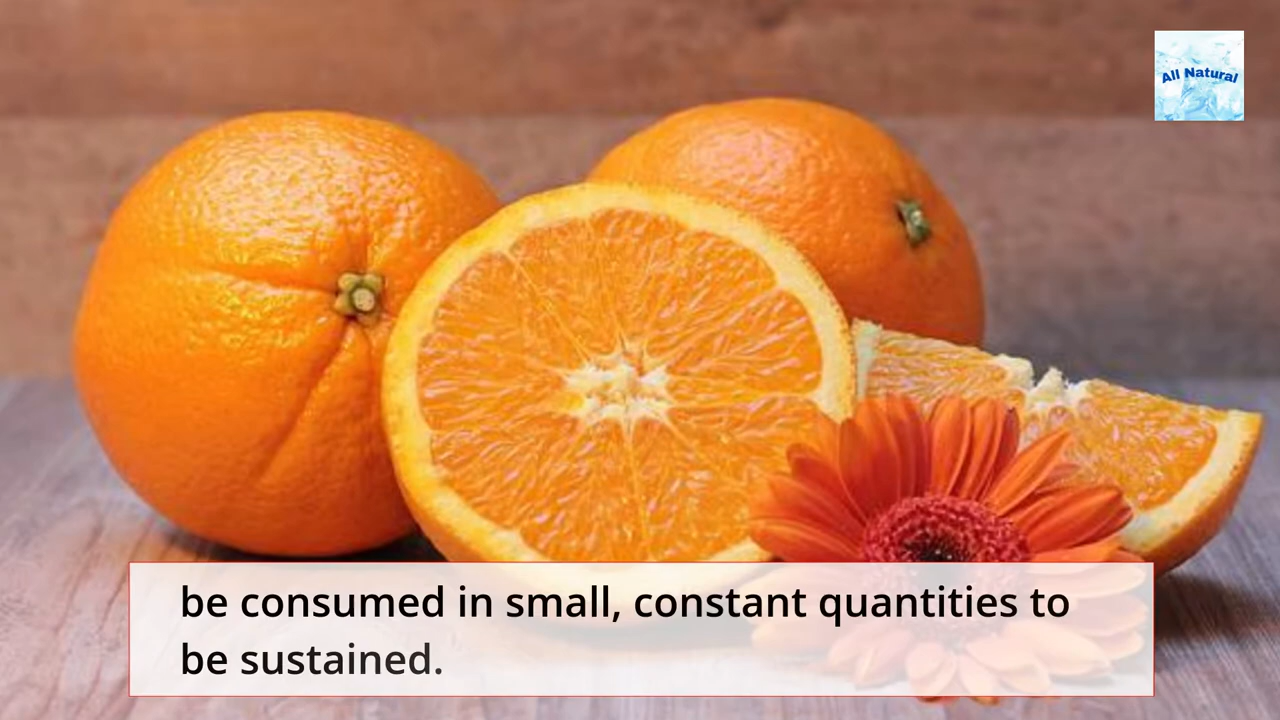 All Natural
be consumed in small, constant quantities to
be sustained.